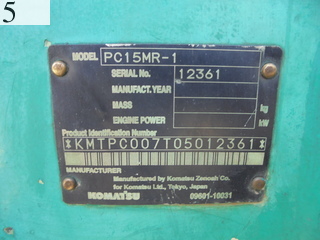 5
MODEL PC15MR-1
SERIAL No. 12361
MANUFACT.YEAR
MASS kg
ENGINE POWER kW
Product Identification Number
*KMTPC007T05012361*
MANUFACTURER
Manufactured by Komatsu Zenoah Co.
for Komatsu Ltd., Tokyo, Japan
KOMATSU 09601-10031